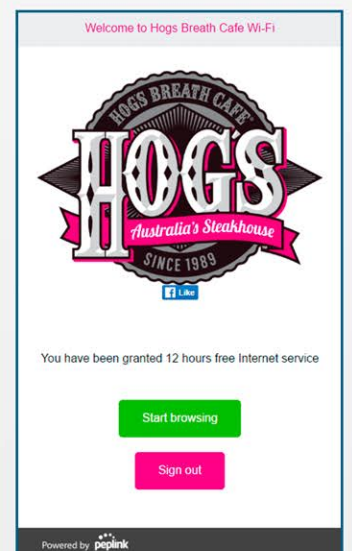 Welcome to Hogs Breath Cafe Wi-Fi
HOGS BREATH CAFE
HOGS
Australia's Steakhouse
SINCE 1989
Like
You have been granted 12 hours free Internet service
Start browsing
Sign out
Powered by peplink